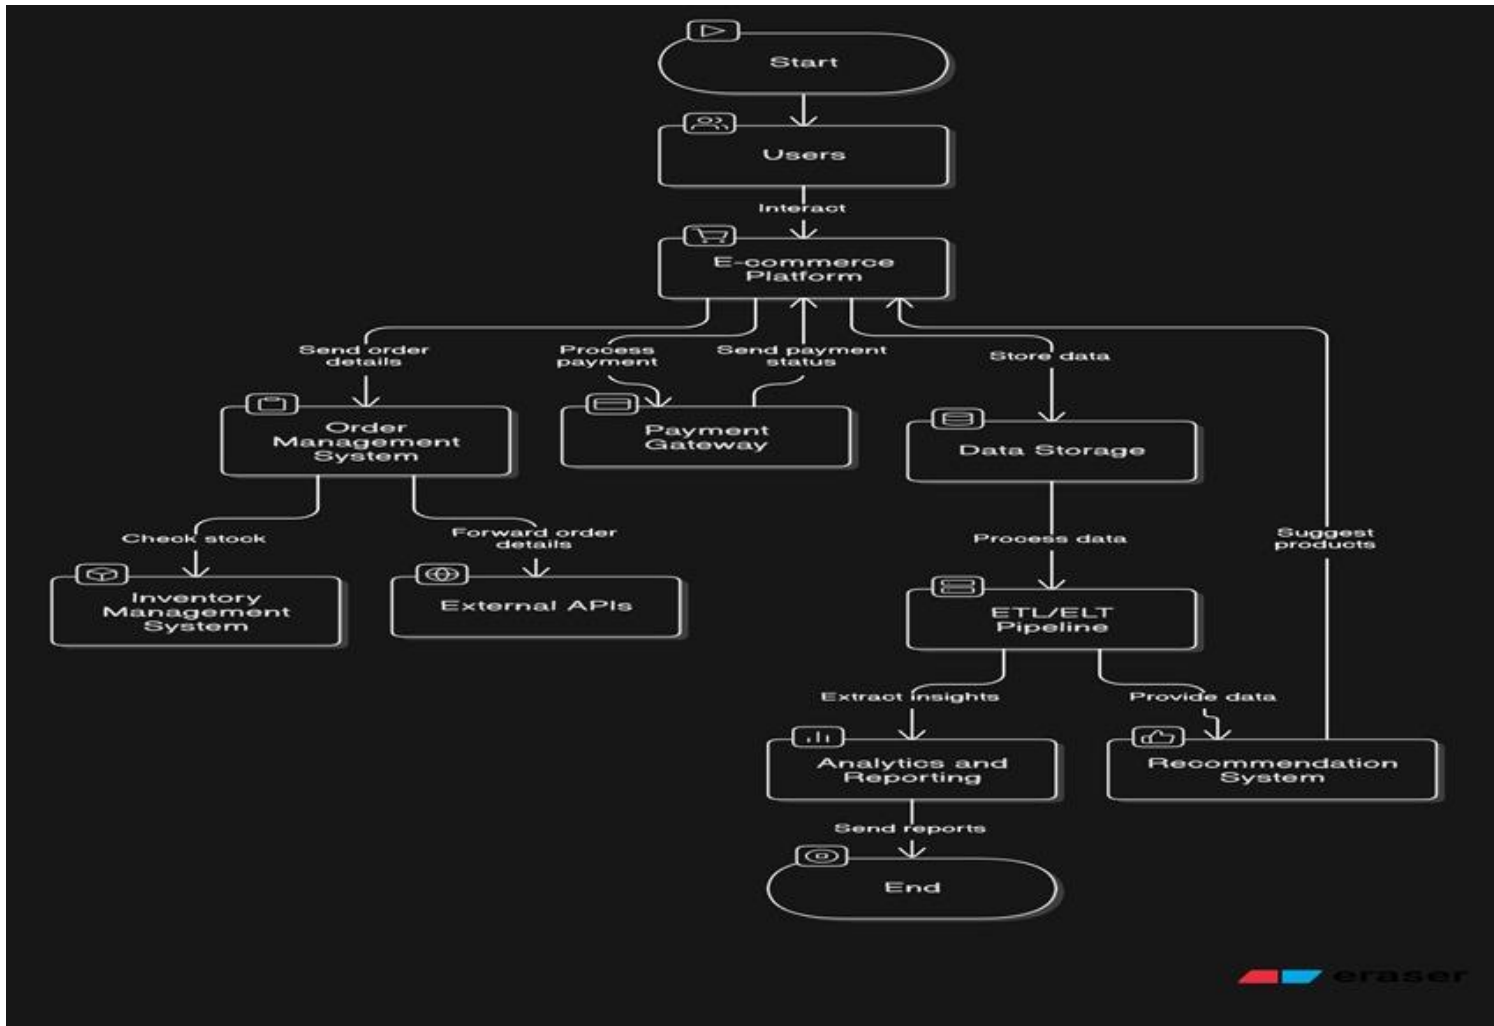 Start
Users
Interact
E-commerce
Platform
Send order
details
Process
payment
Send payment
status
Store data
Order
Management
System
Payment
Gateway
Data Storage
Check stock
Forward order
details
Process data
Suggest
products
Inventory
Management
System
External APIs
ETL/ELT
Pipeline
Extract insights
Provide data
Analytics and
Reporting
Recommendation
System
Send reports
End
eraser